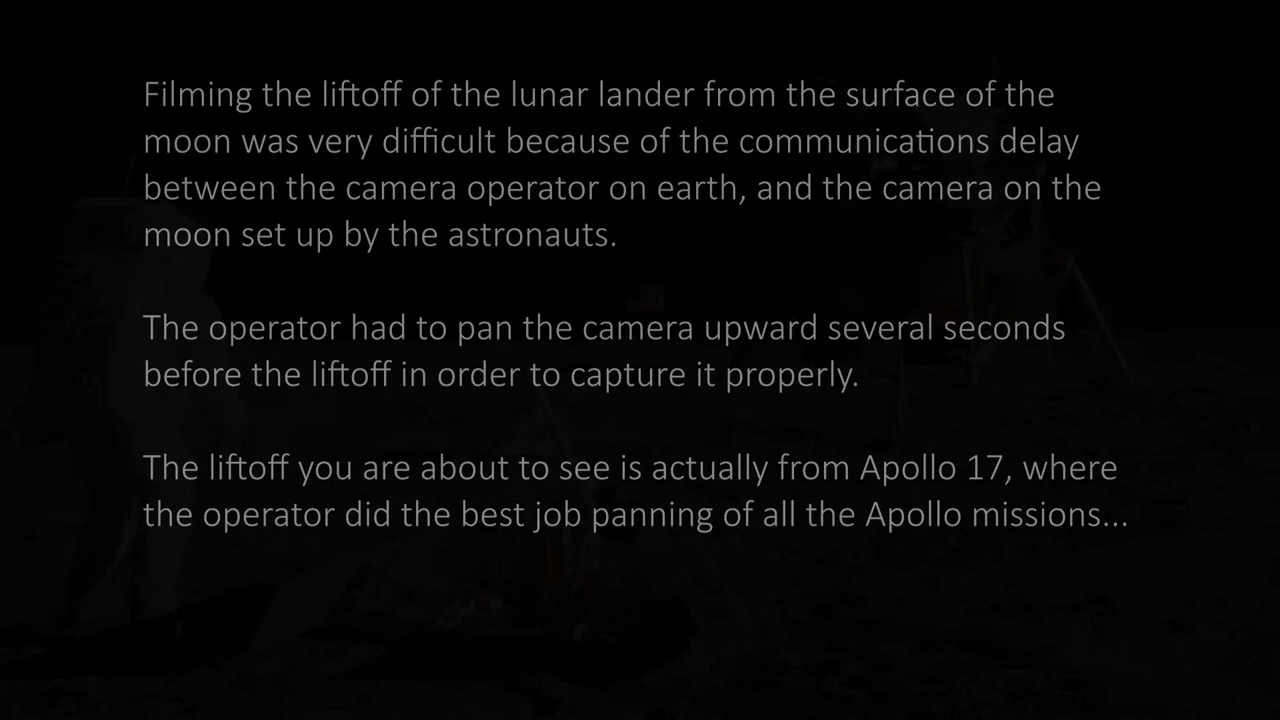 Filming the liftoff of the lunar lander from the surface of the
moon was very difficult because of the communications delay
between the camera operator on earth, and the camera on the
moon set up by the astronauts.
The operator had to pan the camera upward several seconds
before the liftoff in order to capture it properly.
The liftoff you are about to see is actually from Apollo 17, where
the operator did the best job panning of all the Apollo missions...